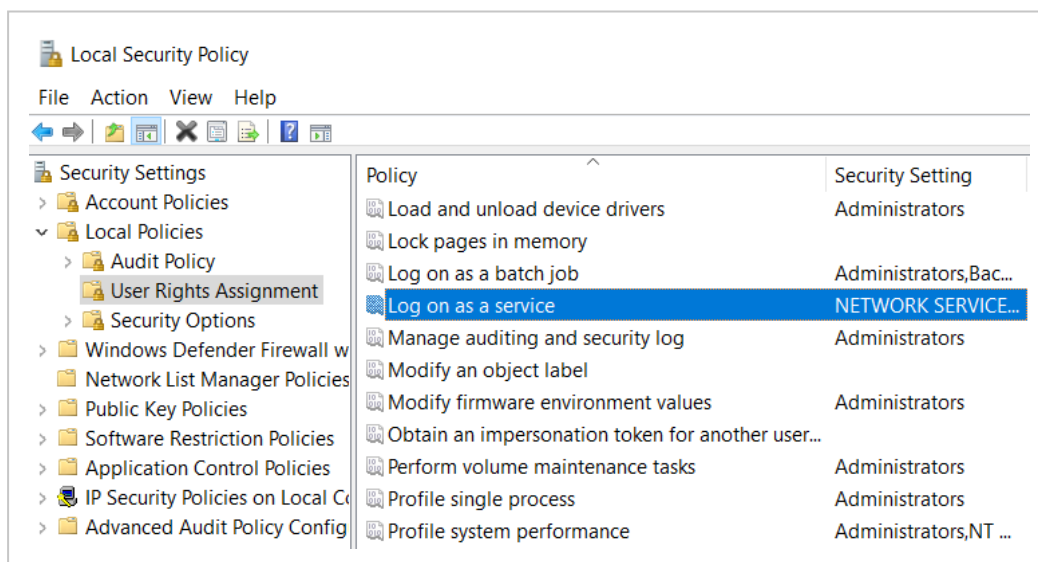 Local Security Policy
File Action View Help
Security Settings
Account Policies
Local Policies
Audit Policy
User Rights Assignment
Security Options
Windows Defender Firewall w
Network List Manager Policies
Public Key Policies
Software Restriction Policies
Application Control Policies
IP Security Policies on Local Co
Advanced Audit Policy Config
Policy Security Setting
Load and unload device drivers Administrators
Lock pages in memory
Log on as a batch job Administrators,Bac...
Log on as a service NETWORK SERVICE...
Manage auditing and security log Administrators
Modify an object label
Modify firmware environment values Administrators
Obtain an impersonation token for another user...
Perform volume maintenance tasks Administrators
Profile single process Administrators
Profile system performance Administrators,NT ...